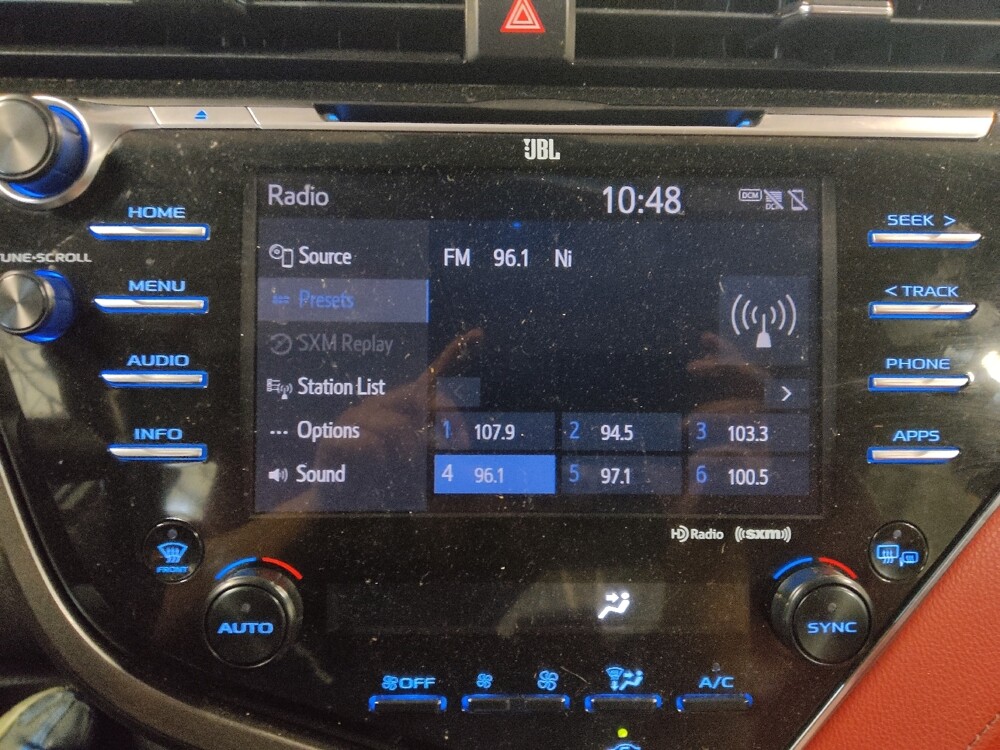 JBL
Radio 10:48 DCM DCM
HOME
SEEK >
TUNE•SCROLL
Source
FM 96.1 Ni
MENU
< TRACK
Presets
SXM Replay
AUDIO
PHONE
Station List
<
>
INFO
APPS
Options
1 107.9 2 94.5 3 103.3
Sound
4 96.1 5 97.1 6 100.5
HD Radio ((SXM))
FRONT
AUTO
SYNC
OFF
A/C